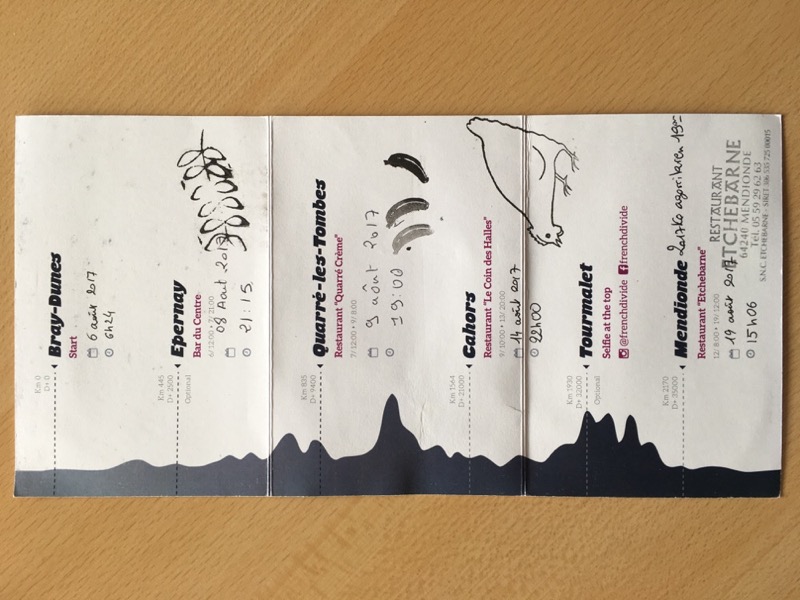 Km 0
D+ 0
Bray-Dunes
Start
6 août 2017
6h24
Km 445
D+ 2500
Optional
Epernay
Bar du Centre
6/ 12:00 • 7/ 21:00
08 Aout 2017
21:15
Km 835
D+ 9400
Quarré-les-Tombes
Restaurant "Quarré Crème"
7/ 12:00 • 9/ 8:00
9 août 2017
19:00
Km 1564
D+ 21000
Cahors
Restaurant "Le Coin des Halles"
9/ 10:00 • 13/ 20:00
14 août 2017
22h00
Km 1930
D+ 32000
Optional
Tourmalet
Selfie at the top
@frenchdivide frenchdivide
Km 2170
D+ 35000
Mendionde 2017ko agorrilaren 19an
Restaurant "Etchebarne"
12/ 8:00 • 19/ 12:00
19 août 2017
15h06
RESTAURANT
ETCHEBARNE
64240 MENDIONDE
Tél. 05 59 29 62 63
S.N.C. ETCHEBARNE - SIRET 306 535 725 00015